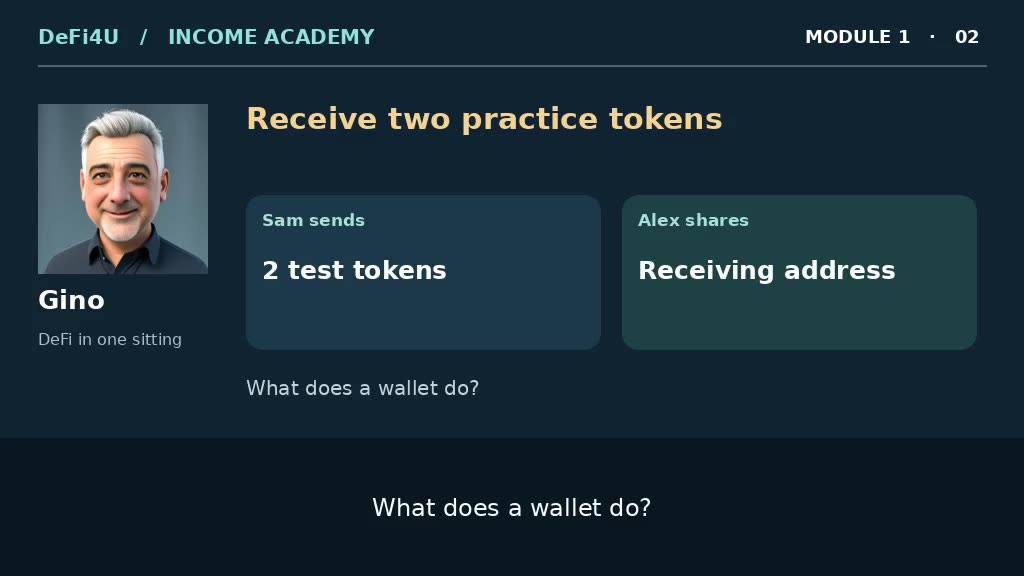 DeFi4U / INCOME ACADEMY
MODULE 1 · 02
Receive two practice tokens
Sam sends
2 test tokens
Alex shares
Receiving address
Gino
DeFi in one sitting
What does a wallet do?
What does a wallet do?